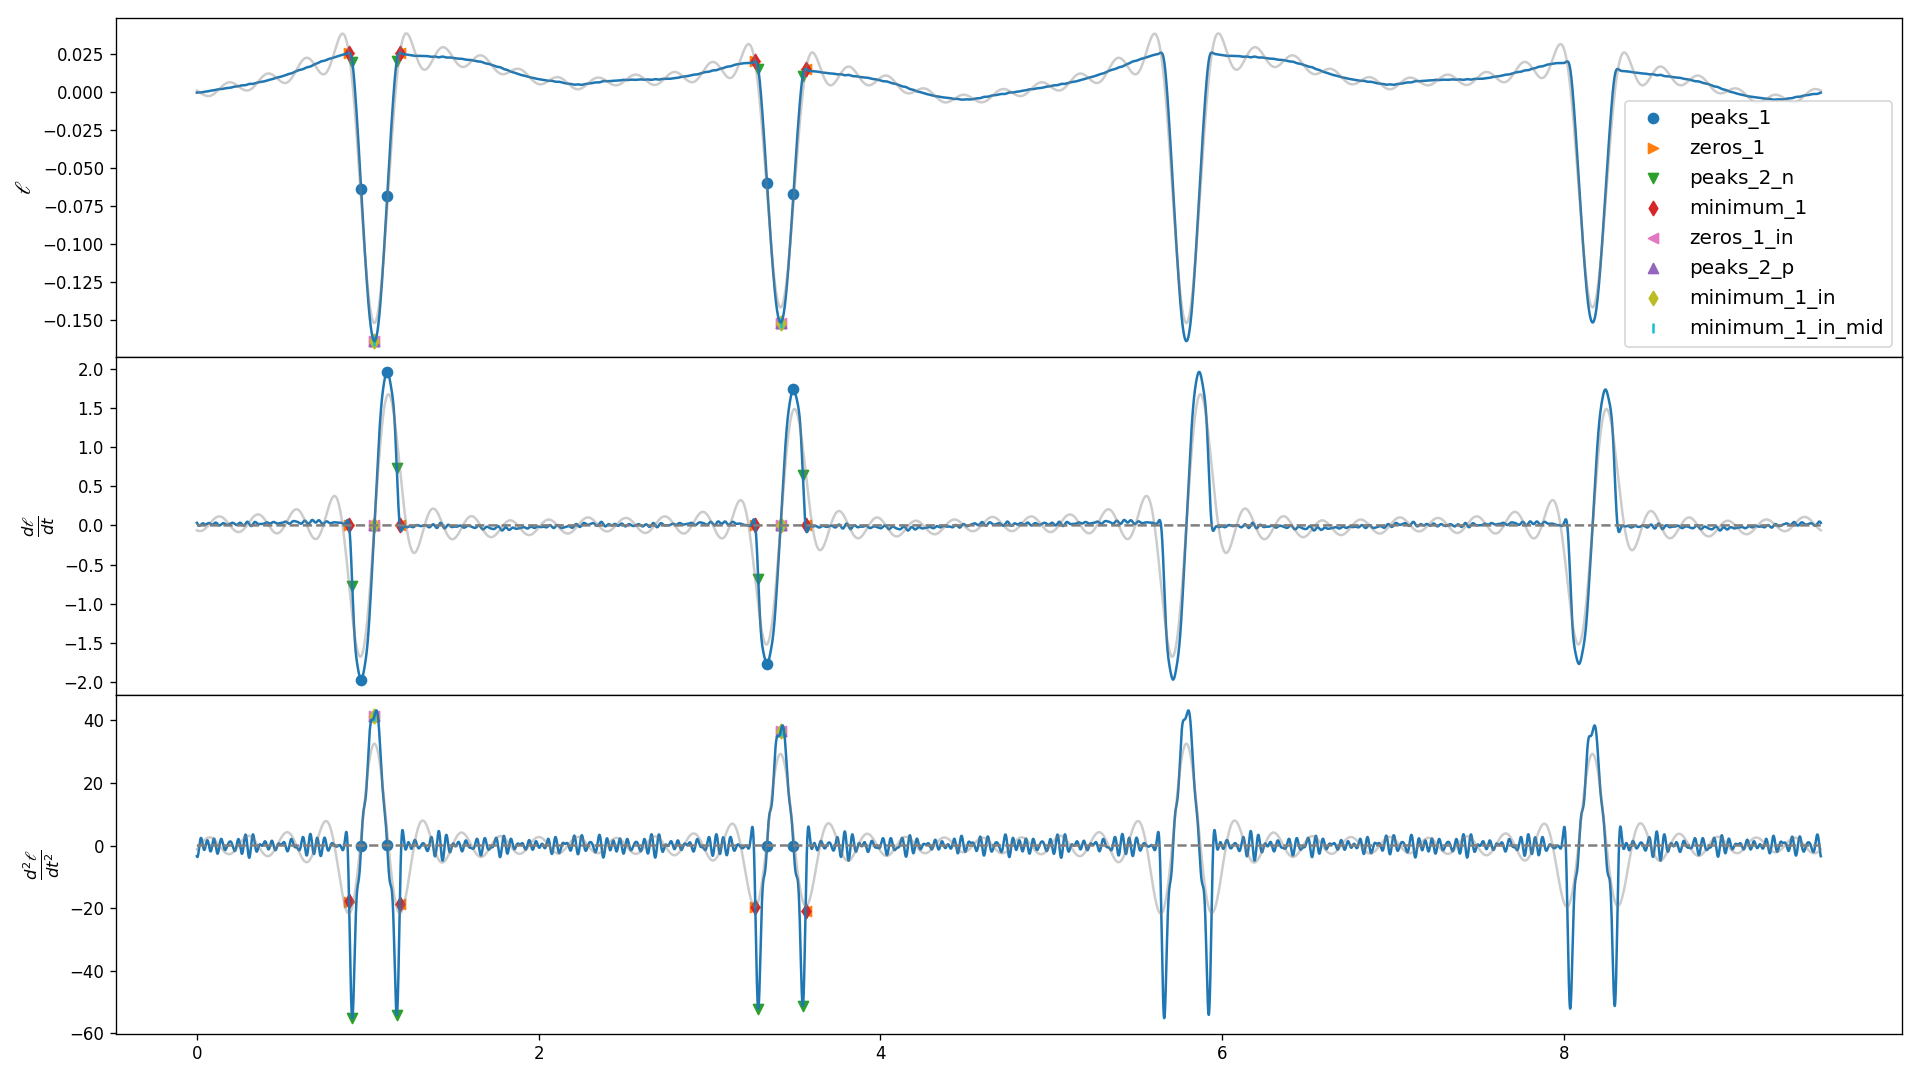 0.025
0.000
−0.025
−0.050
−0.075
−0.100
−0.125
−0.150
ℓ
peaks_1
zeros_1
peaks_2_n
minimum_1
zeros_1_in
peaks_2_p
minimum_1_in
minimum_1_in_mid
2.0
1.5
1.0
0.5
0.0
−0.5
−1.0
−1.5
−2.0
dℓ
dt
40
20
0
−20
−40
−60
d²ℓ
dt²
0 2 4 6 8